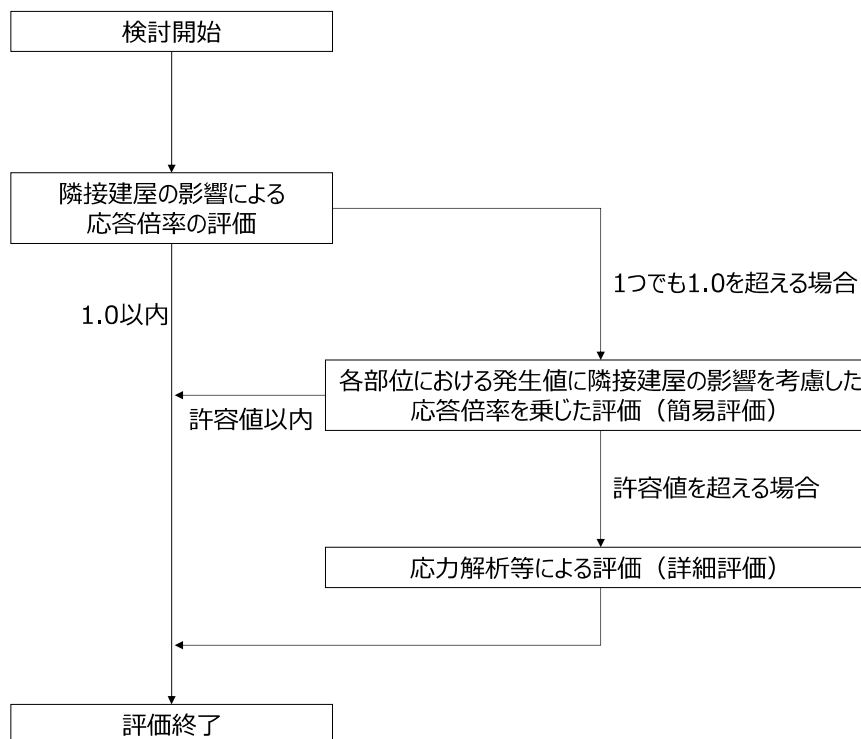 検討開始
隣接建屋の影響による
応答倍率の評価
1つでも1.0を超える場合
1.0以内
各部位における発生値に隣接建屋の影響を考慮した
応答倍率を乗じた評価（簡易評価）
許容値以内
許容値を超える場合
応力解析等による評価（詳細評価）
評価終了